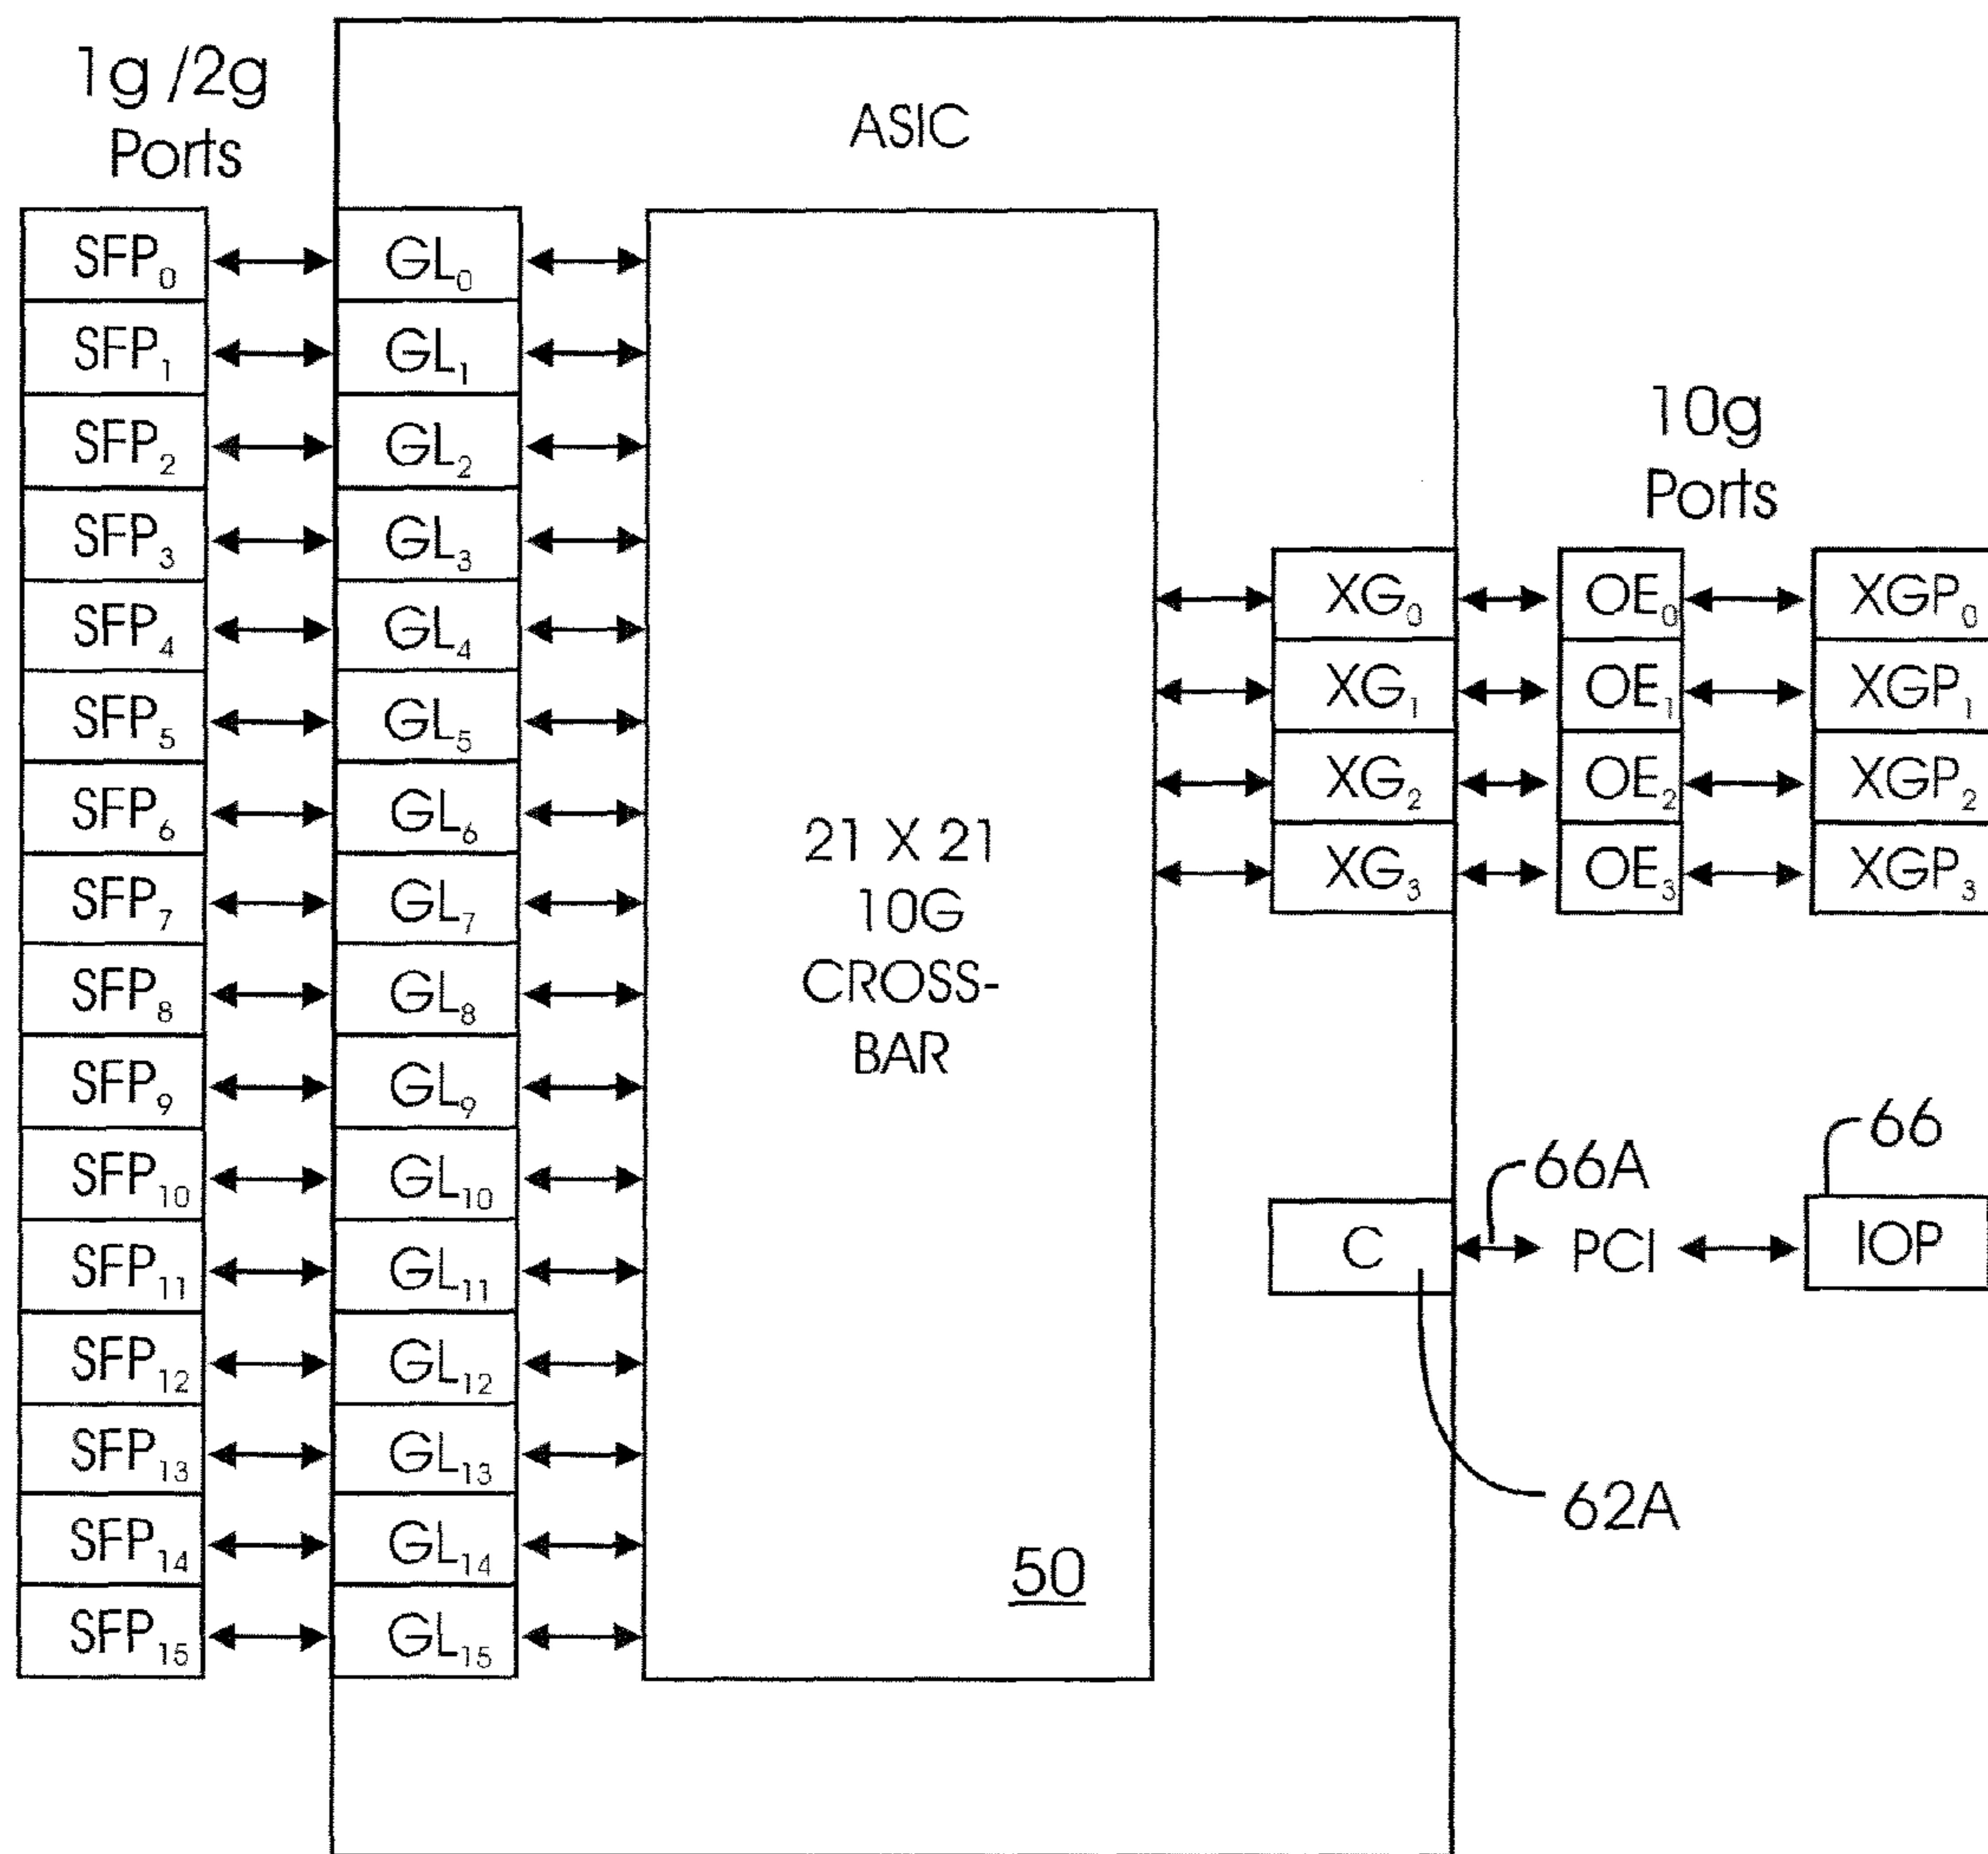 1g /2g
Ports
ASIC
SFP₀ GL₀
SFP₁ GL₁
SFP₂ GL₂
SFP₃ GL₃
SFP₄ GL₄
SFP₅ GL₅
SFP₆ GL₆
SFP₇ GL₇
SFP₈ GL₈
SFP₉ GL₉
SFP₁₀ GL₁₀
SFP₁₁ GL₁₁
SFP₁₂ GL₁₂
SFP₁₃ GL₁₃
SFP₁₄ GL₁₄
SFP₁₅ GL₁₅
21 X 21
10G
CROSS-
BAR
50
10g
Ports
XG₀ OE₀ XGP₀
XG₁ OE₁ XGP₁
XG₂ OE₂ XGP₂
XG₃ OE₃ XGP₃
66
66A
C PCI IOP
62A